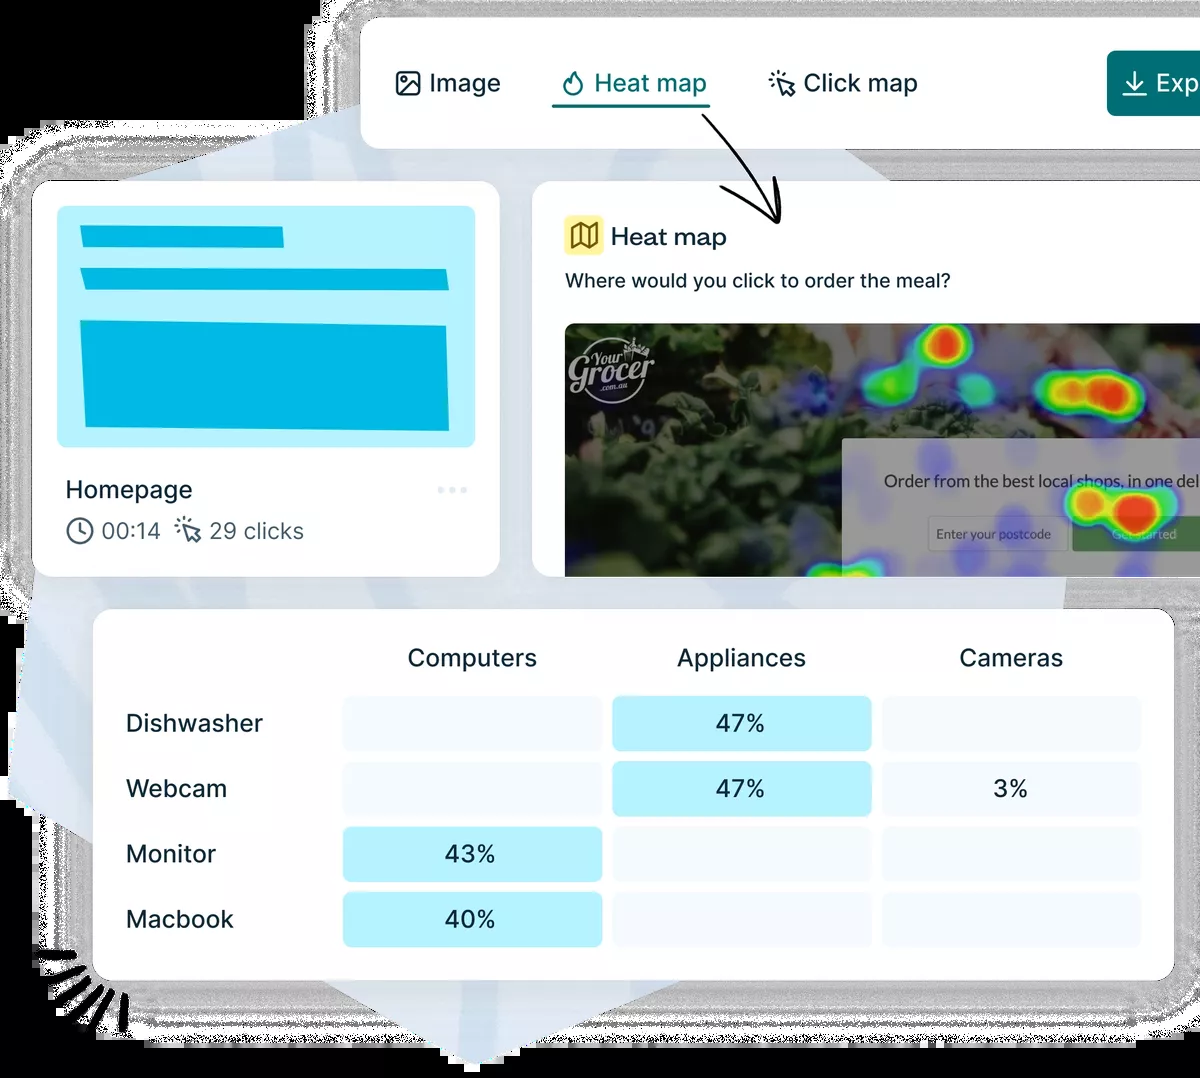 Image Heat map Click map Exp
Heat map
Where would you click to order the meal?
Your
Grocer
.com.au
Order from the best local shops, in one del
Enter your postcode Get started
Homepage
00:14 29 clicks
Computers Appliances Cameras
Dishwasher 47%
Webcam 47% 3%
Monitor 43%
Macbook 40%